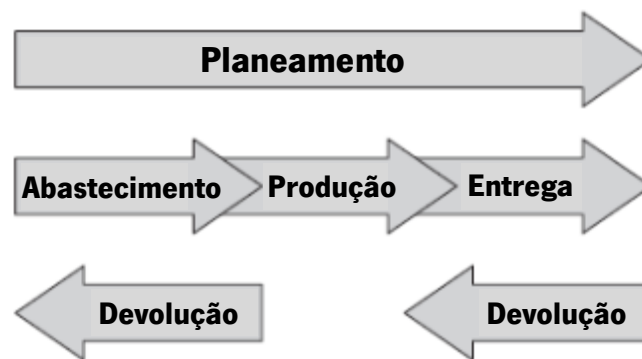 Planeamento
Abastecimento Produção Entrega
Devolução Devolução